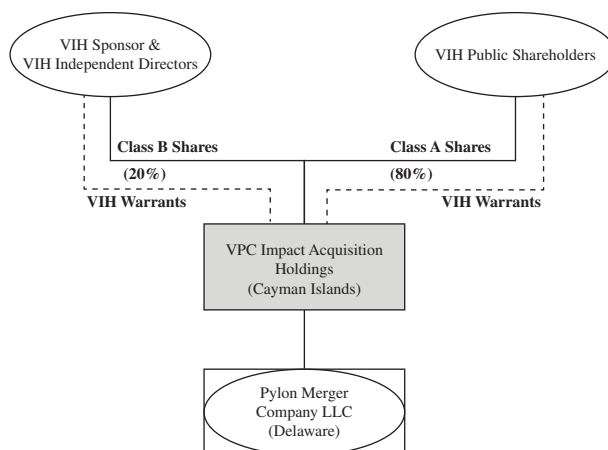 VIH Sponsor &
VIH Independent Directors
VIH Public Shareholders
Class B Shares
(20%)
VIH Warrants
Class A Shares
(80%)
VIH Warrants
VPC Impact Acquisition
Holdings
(Cayman Islands)
Pylon Merger
Company LLC
(Delaware)